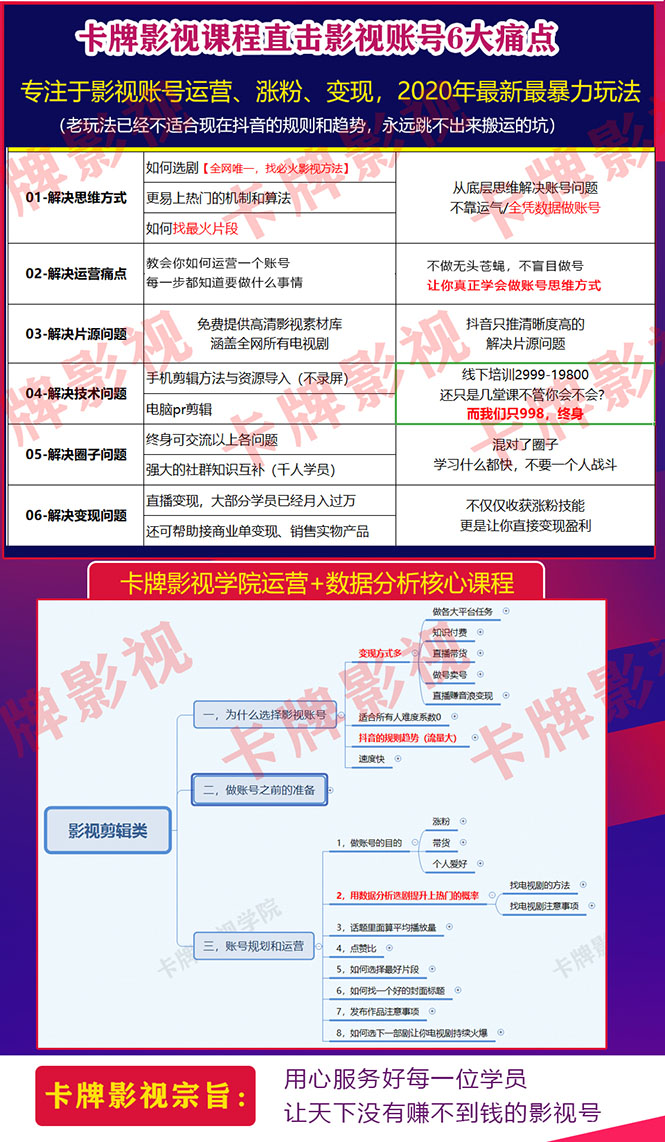 卡牌影视课程直击影视账号6大痛点
专注于影视账号运营、涨粉、变现，2020年最新最暴力玩法
（老玩法已经不适合现在抖音的规则和趋势，永远跳不出来搬运的坑）
01-解决思维方式
如何选剧【全网唯一，找必火影视方法】
更易上热门的机制和算法
如何找最火片段
从底层思维解决账号问题
不靠运气/全凭数据做账号
02-解决运营痛点
教会你如何运营一个账号
每一步都知道要做什么事情
不做无头苍蝇，不盲目做号
让你真正学会做账号思维方式
03-解决片源问题
免费提供高清影视素材库
涵盖全网所有电视剧
抖音只推清晰度高的
解决片源问题
04-解决技术问题
手机剪辑方法与资源导入（不录屏）
电脑pr剪辑
线下培训2999-19800
还只是几堂课不管你会不会?
而我们只998，终身
05-解决圈子问题
终身可交流以上各问题
强大的社群知识互补（千人学员）
混对了圈子
学习什么都快，不要一个人战斗
06-解决变现问题
直播变现，大部分学员已经月入过万
还可帮助接商业单变现、销售实物产品
不仅仅收获涨粉技能
更是让你直接变现盈利
卡牌影视学院运营+数据分析核心课程
影视剪辑类
一，为什么选择影视账号
变现方式多
做各大平台任务
知识付费
直播带货
做号卖号
直播赚音浪变现
适合所有人难度系数0
抖音的规则趋势（流量大）
速度快
二，做账号之前的准备
三，账号规划和运营
1，做账号的目的
涨粉
带货
个人爱好
2，用数据分析选剧提升上热门的概率
找电视剧的方法
找电视剧注意事项
3，话题里面算平均播放量
4，点赞比
5，如何选择最好片段
6，如何找一个好的封面标题
7，发布作品注意事项
8，如何选下一部剧让你电视剧持续火爆
卡牌影视宗旨：
用心服务好每一位学员
让天下没有赚不到钱的影视号
卡牌影视
卡牌影视
卡牌影视
卡牌影视
卡牌影视
卡牌影视